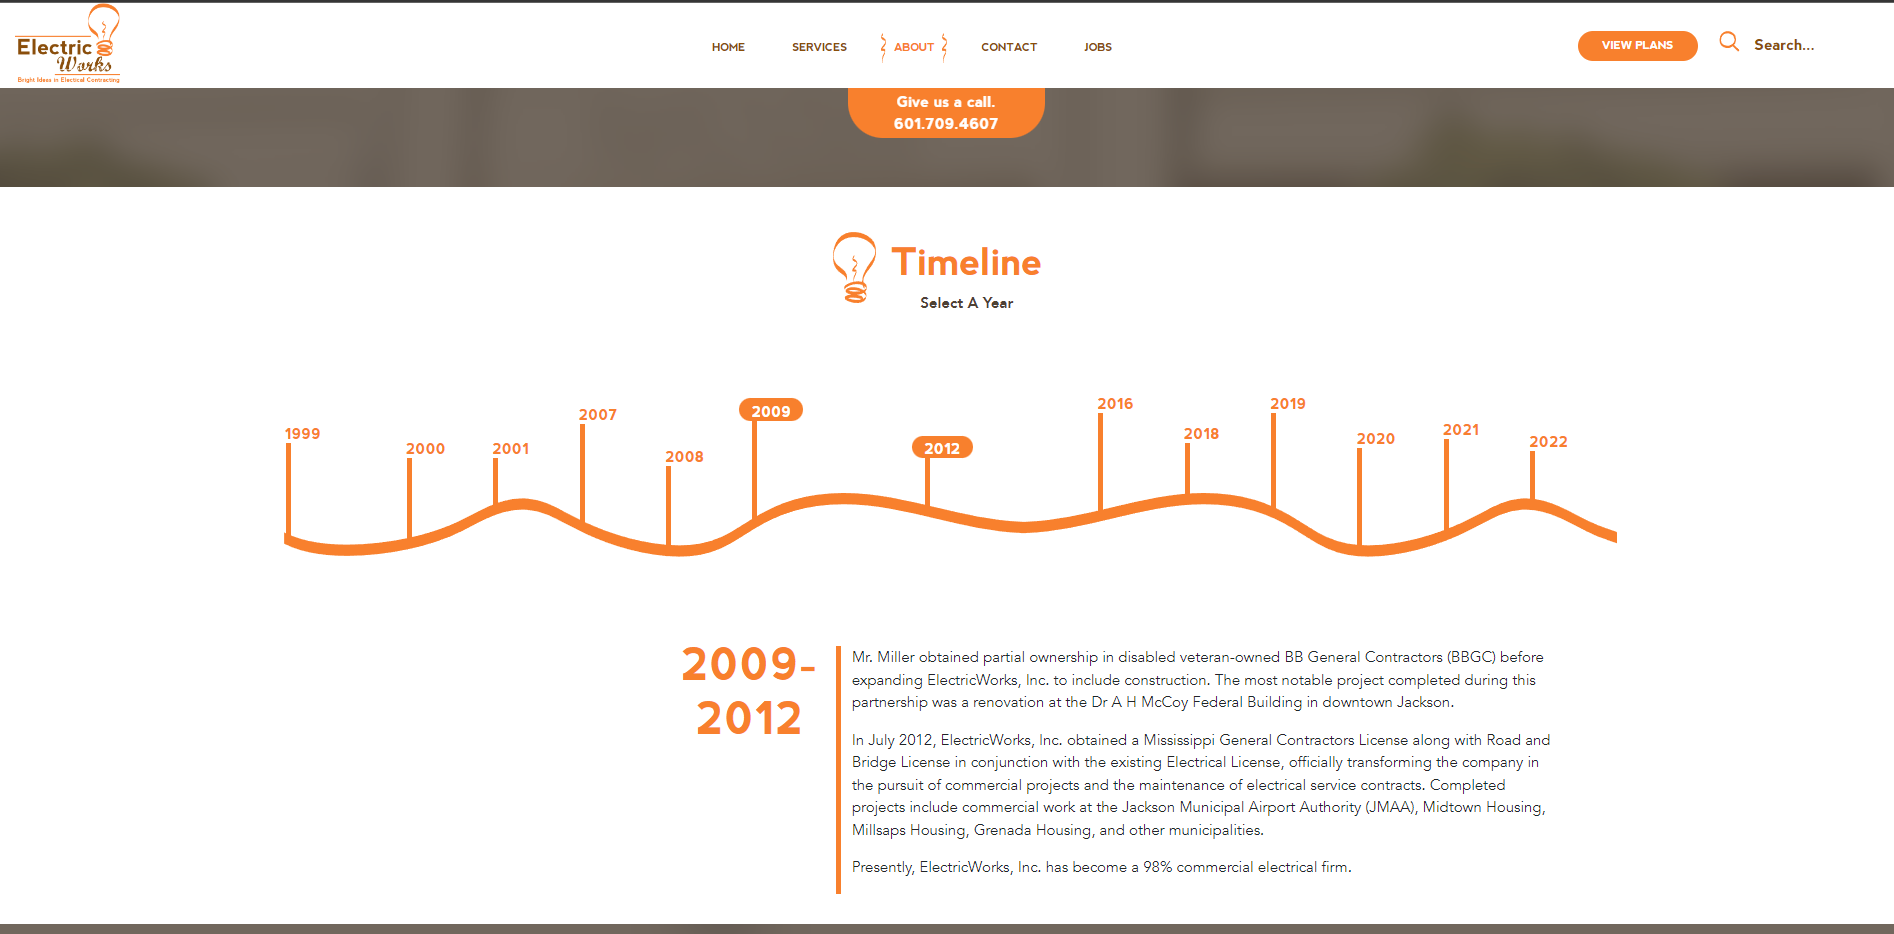 Electric
Works
Bright Ideas in Electical Contracting
HOME SERVICES ABOUT CONTACT JOBS
VIEW PLANS
Search...
Give us a call.
601.709.4607
Timeline
Select A Year
1999 2000 2001 2007 2008 2009 2012 2016 2018 2019 2020 2021 2022
2009-
2012
Mr. Miller obtained partial ownership in disabled veteran-owned BB General Contractors (BBGC) before
expanding ElectricWorks, Inc. to include construction. The most notable project completed during this
partnership was a renovation at the Dr A H McCoy Federal Building in downtown Jackson.
In July 2012, ElectricWorks, Inc. obtained a Mississippi General Contractors License along with Road and
Bridge License in conjunction with the existing Electrical License, officially transforming the company in
the pursuit of commercial projects and the maintenance of electrical service contracts. Completed
projects include commercial work at the Jackson Municipal Airport Authority (JMAA), Midtown Housing,
Millsaps Housing, Grenada Housing, and other municipalities.
Presently, ElectricWorks, Inc. has become a 98% commercial electrical firm.